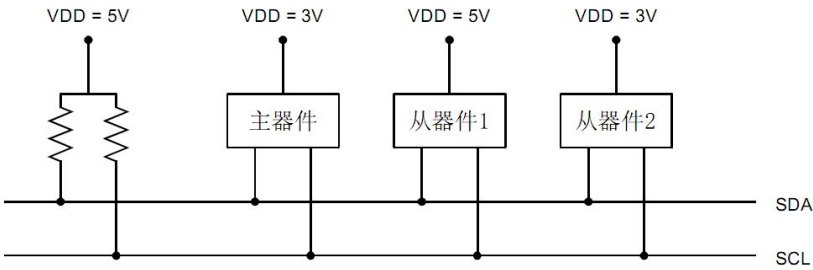 VDD = 5V
VDD = 3V
VDD = 5V
VDD = 3V
主器件
从器件1
从器件2
SDA
SCL